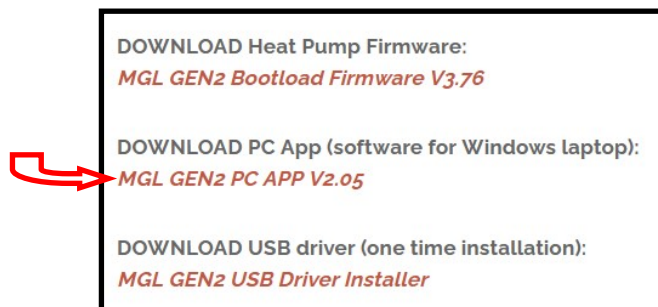 DOWNLOAD Heat Pump Firmware:
MGL GEN2 Bootload Firmware V3.76
DOWNLOAD PC App (software for Windows laptop):
MGL GEN2 PC APP V2.05
DOWNLOAD USB driver (one time installation):
MGL GEN2 USB Driver Installer